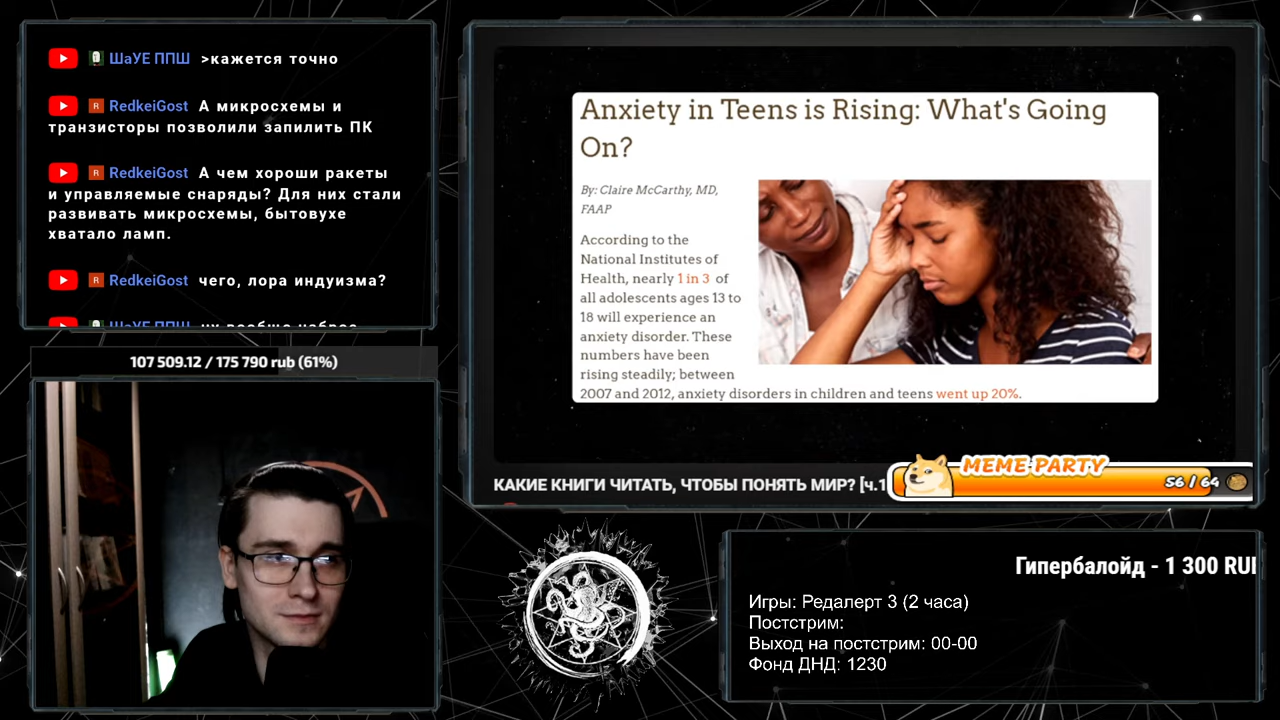 ШаУЕ ППШ >кажется точно
RedkeiGost А микросхемы и
транзисторы позволили запилить ПК
RedkeiGost А чем хороши ракеты
и управляемые снаряды? Для них стали
развивать микросхемы, бытовухе
хватало ламп.
RedkeiGost чего, лора индуизма?
ШаУЕ ППШ ну вообще наброс
107 509.12 / 175 790 rub (61%)
Anxiety in Teens is Rising: What's Going
On?
By: Claire McCarthy, MD,
FAAP
According to the
National Institutes of
Health, nearly 1 in 3 of
all adolescents ages 13 to
18 will experience an
anxiety disorder. These
numbers have been
rising steadily; between
2007 and 2012, anxiety disorders in children and teens went up 20%.
КАКИЕ КНИГИ ЧИТАТЬ, ЧТОБЫ ПОНЯТЬ МИР? [ч.1
MEME PARTY
56 / 64
Гипербалойд - 1 300 RU
Игры: Редалерт 3 (2 часа)
Постстрим:
Выход на постстрим: 00-00
Фонд ДНД: 1230